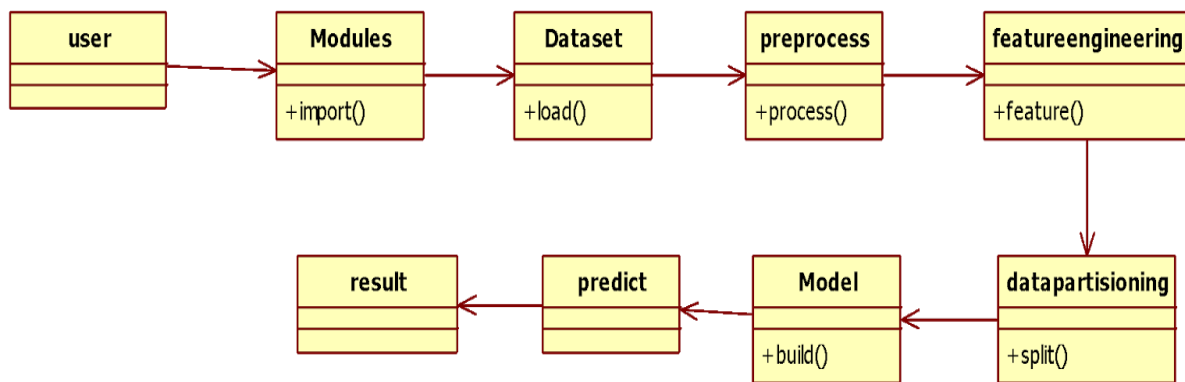 user
Modules
+import()
Dataset
+load()
preprocess
+process()
featureengineering
+feature()
result
predict
Model
+build()
datapartisioning
+split()